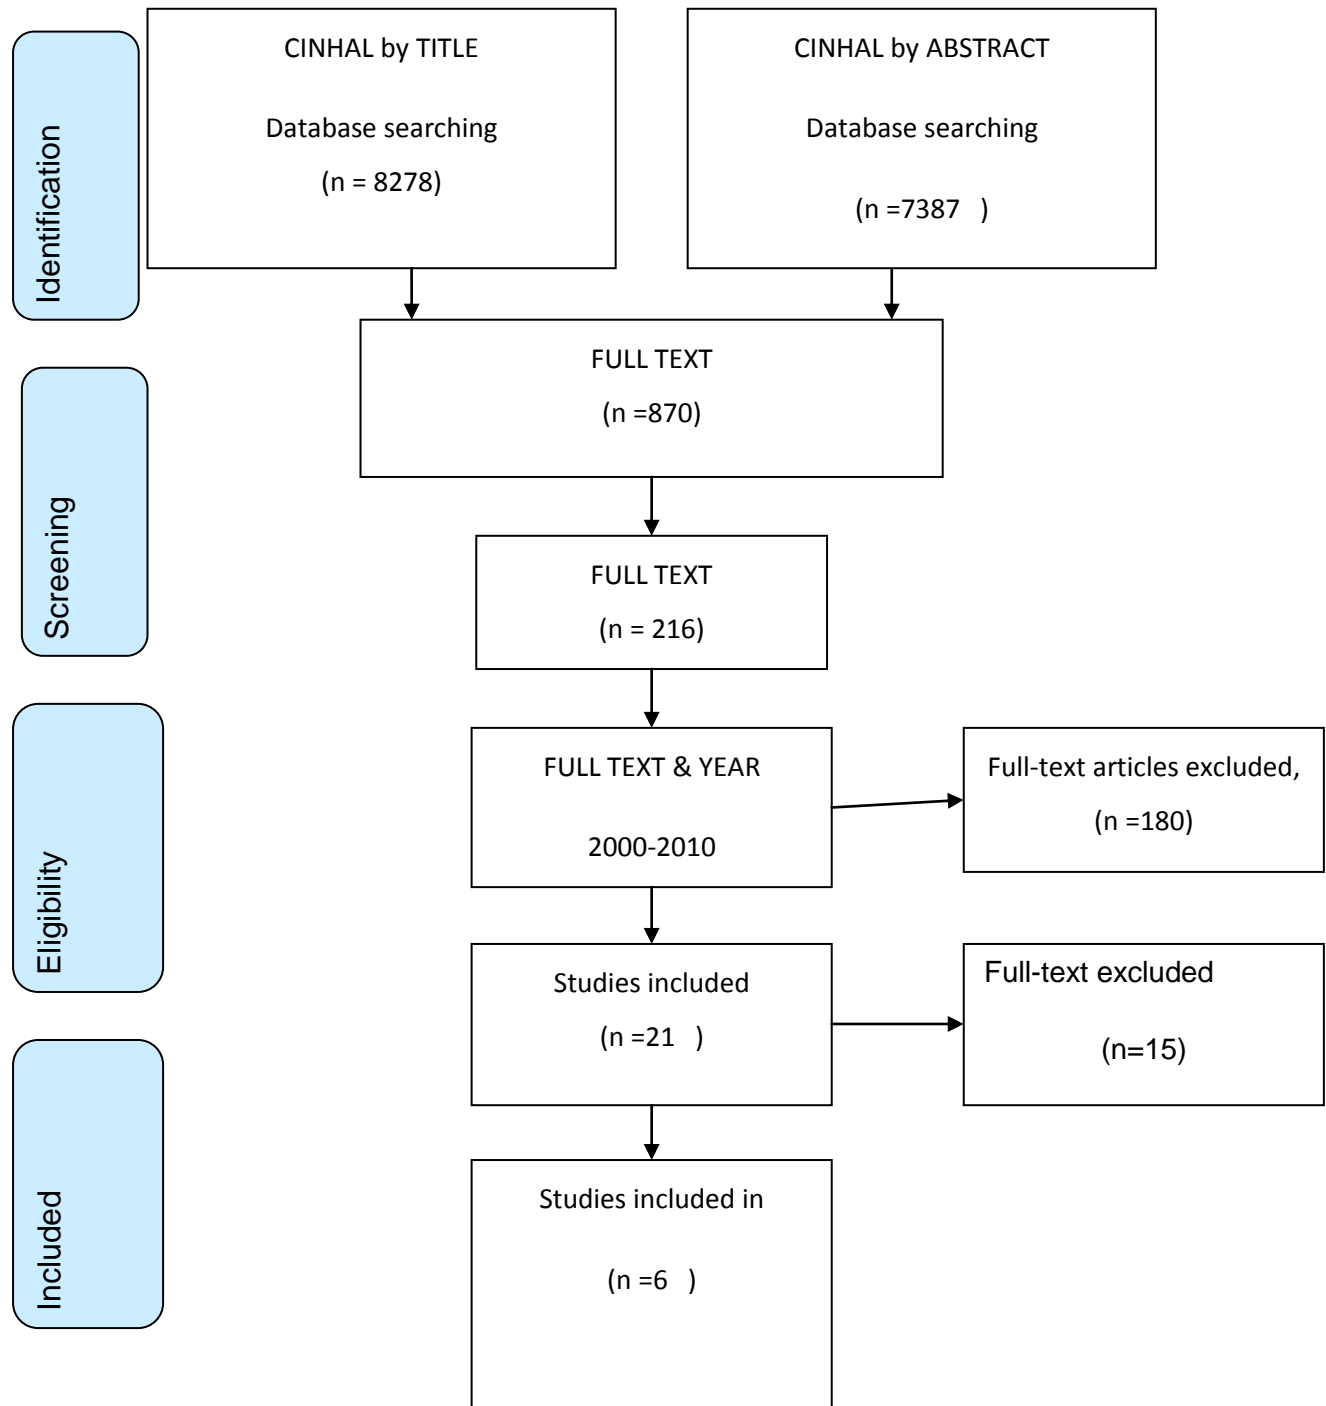 Identification
CINHAL by TITLE
Database searching
(n = 8278)
CINHAL by ABSTRACT
Database searching
(n =7387 )
Screening
FULL TEXT
(n =870)
FULL TEXT
(n = 216)
Eligibility
FULL TEXT & YEAR
2000-2010
Full-text articles excluded,
(n =180)
Studies included
(n =21 )
Full-text excluded
(n=15)
Included
Studies included in
(n =6 )